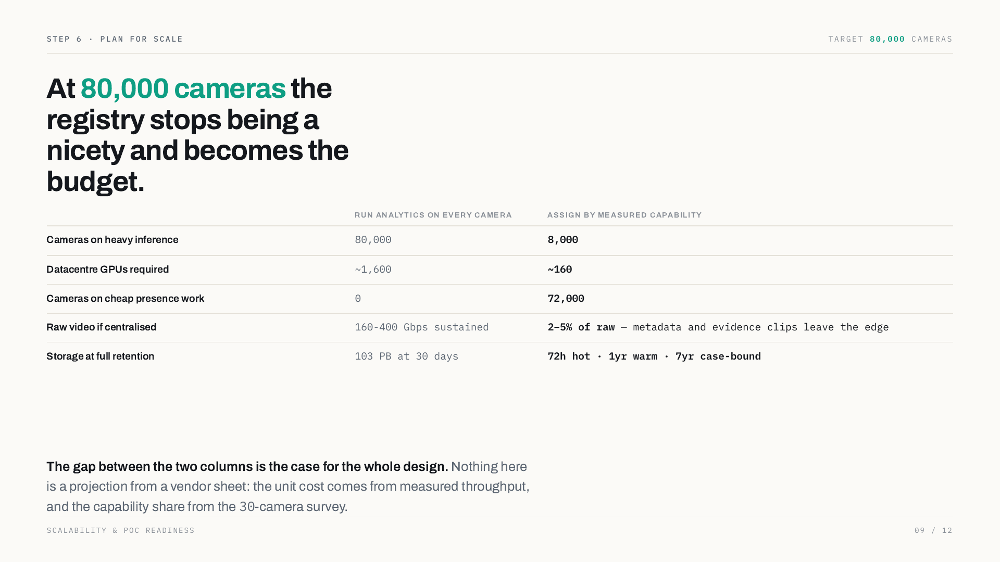 STEP 6 · PLAN FOR SCALE
TARGET 80,000 CAMERAS
At 80,000 cameras the
registry stops being a
nicety and becomes the
budget.
RUN ANALYTICS ON EVERY CAMERA
ASSIGN BY MEASURED CAPABILITY
Cameras on heavy inference 80,000 8,000
Datacentre GPUs required ~1,600 ~160
Cameras on cheap presence work 0 72,000
Raw video if centralised 160-400 Gbps sustained 2–5% of raw — metadata and evidence clips leave the edge
Storage at full retention 103 PB at 30 days 72h hot · 1yr warm · 7yr case-bound
The gap between the two columns is the case for the whole design. Nothing here
is a projection from a vendor sheet: the unit cost comes from measured throughput,
and the capability share from the 30-camera survey.
SCALABILITY & POC READINESS
09 / 12